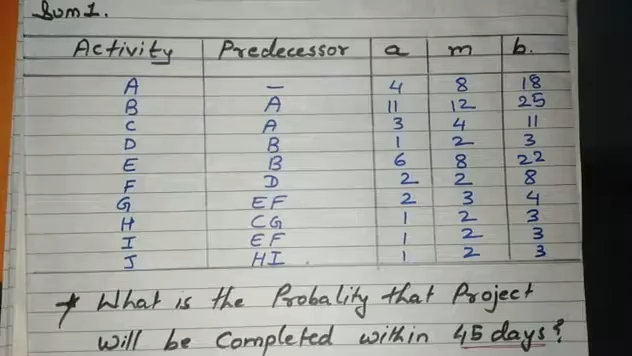 Sum 1.
Activity Predecessor a m b.
A — 4 8 18
B A 11 12 25
C A 3 4 11
D B 1 2 3
E B 6 8 22
F D 2 2 8
G EF 2 3 4
H CG 1 2 3
I EF 1 2 3
J HI 1 2 3
* What is the Probality that Project
will be Completed within 45 days?